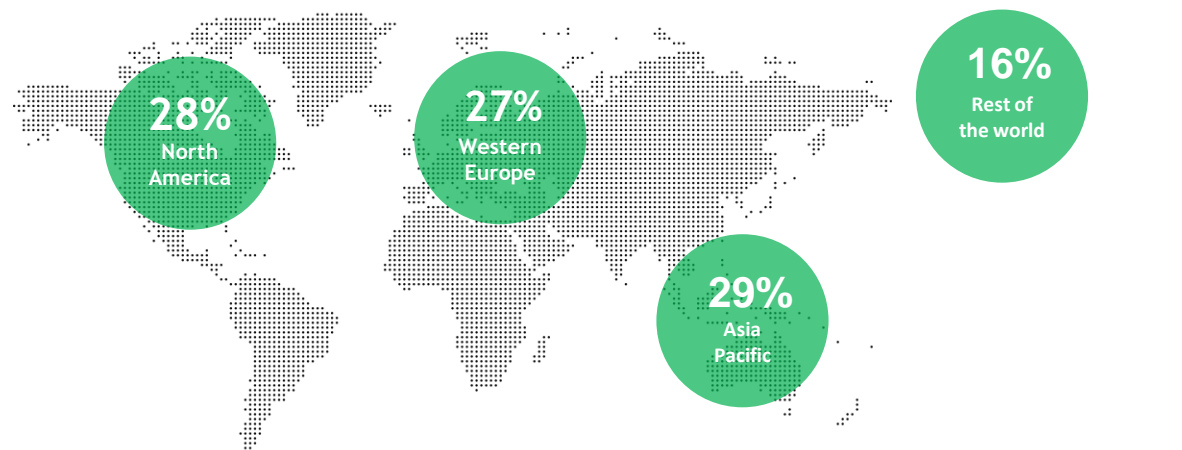 28%
North
America
27%
Western
Europe
16%
Rest of
the world
29%
Asia
Pacific